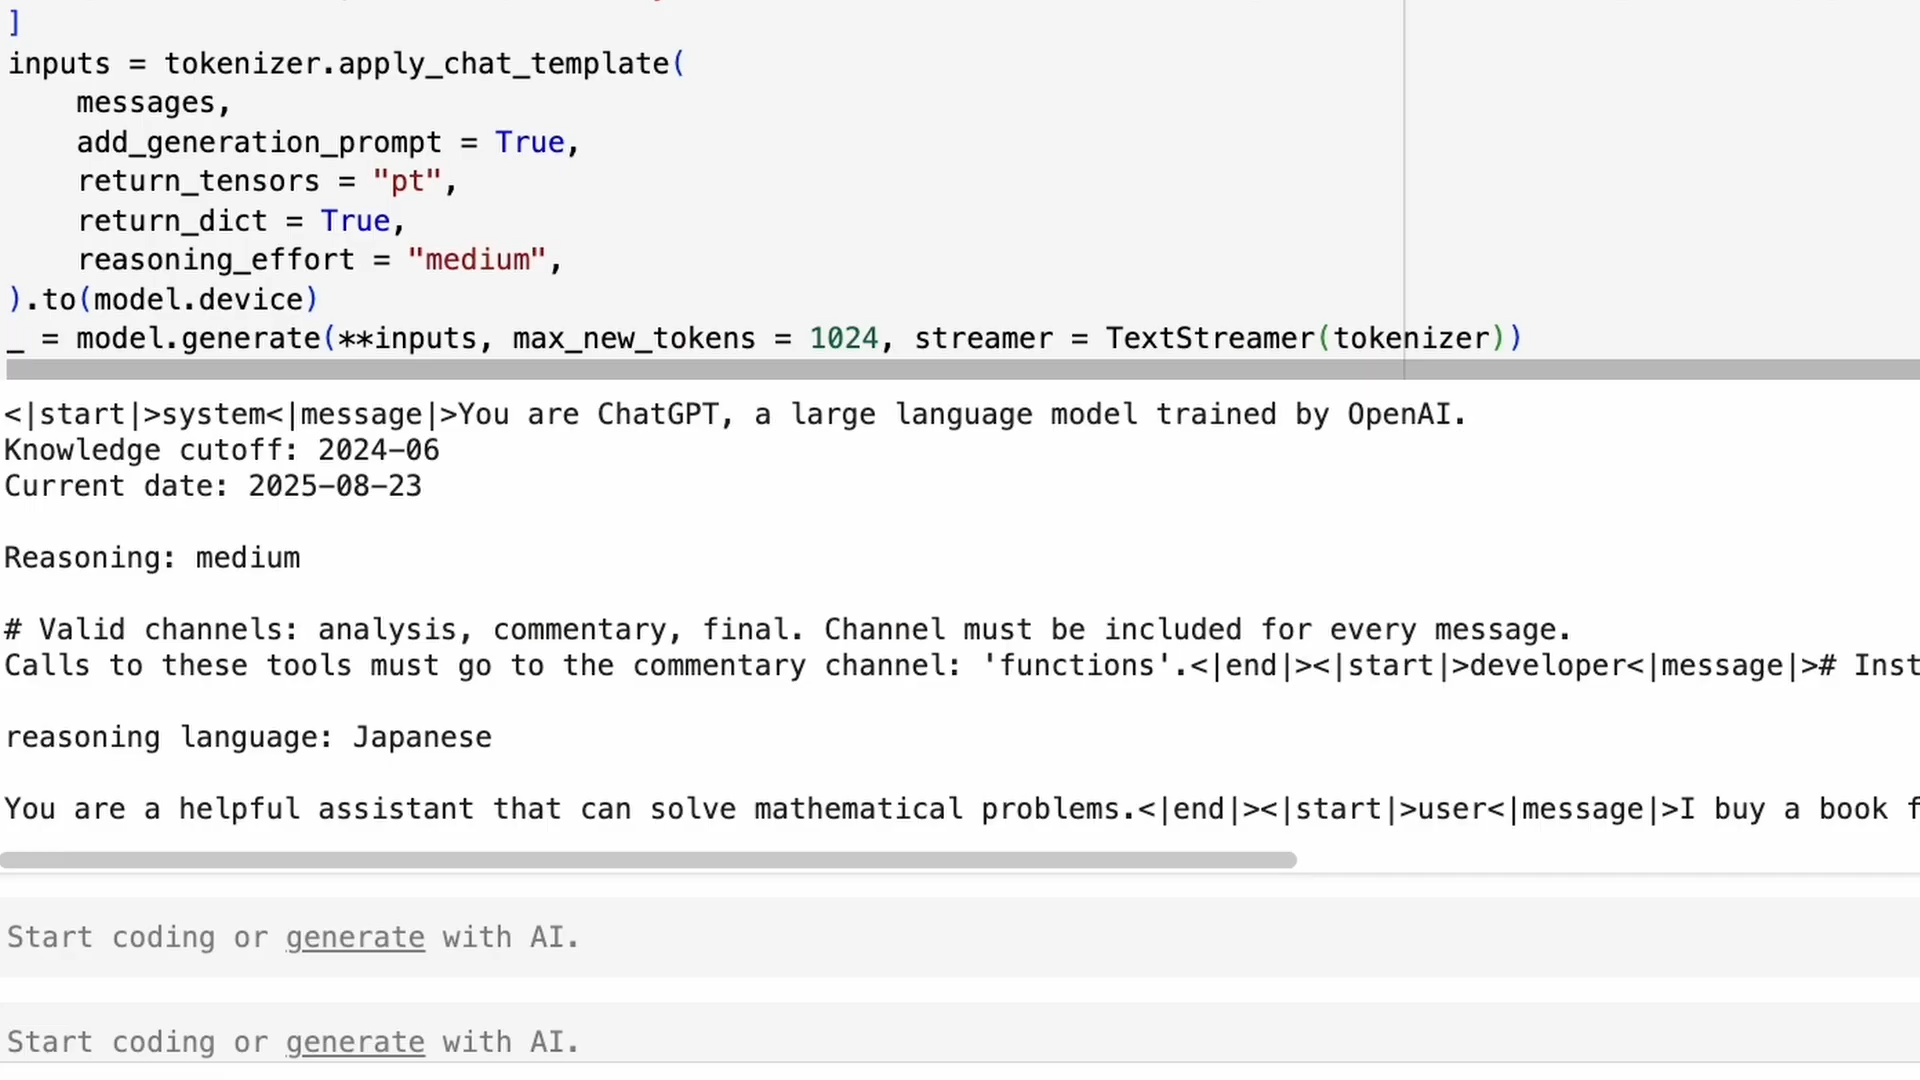 ]
inputs = tokenizer.apply_chat_template(
    messages,
    add_generation_prompt = True,
    return_tensors = "pt",
    return_dict = True,
    reasoning_effort = "medium",
).to(model.device)
_ = model.generate(**inputs, max_new_tokens = 1024, streamer = TextStreamer(tokenizer))
<|start|>system<|message|>You are ChatGPT, a large language model trained by OpenAI.
Knowledge cutoff: 2024-06
Current date: 2025-08-23
Reasoning: medium
# Valid channels: analysis, commentary, final. Channel must be included for every message.
Calls to these tools must go to the commentary channel: 'functions'.<|end|><|start|>developer<|message|># Inst
reasoning language: Japanese
You are a helpful assistant that can solve mathematical problems.<|end|><|start|>user<|message|>I buy a book f
Start coding or generate with AI.
Start coding or generate with AI.